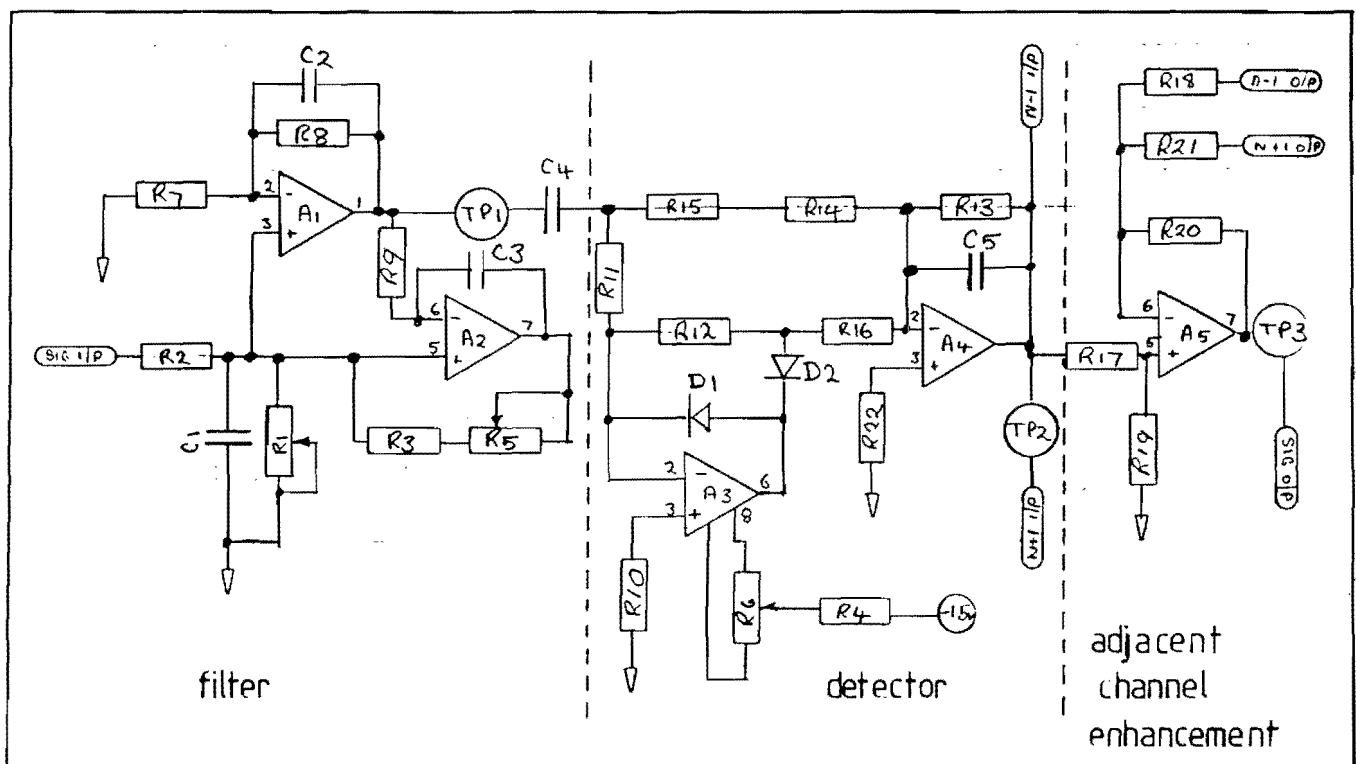 C2
R8
R7
2
-
A1
1
3
+
TP1
C4
R9
C3
6
-
A2
7
5
+
SIG I/P
R2
C1
R1
R3
R5
filter
R15
R14
R13
C5
N-1 I/P
R11
R12
R16
2
-
A4
3
+
D2
D1
R22
TP2
N+1 I/P
2
-
A3
6
3
+
8
R10
R6
R4
-15v
detector
R18
n-1 O/P
R21
N+1 O/P
R20
6
-
A5
7
5
+
R17
TP3
R19
SIG O/P
adjacent
channel
enhancement